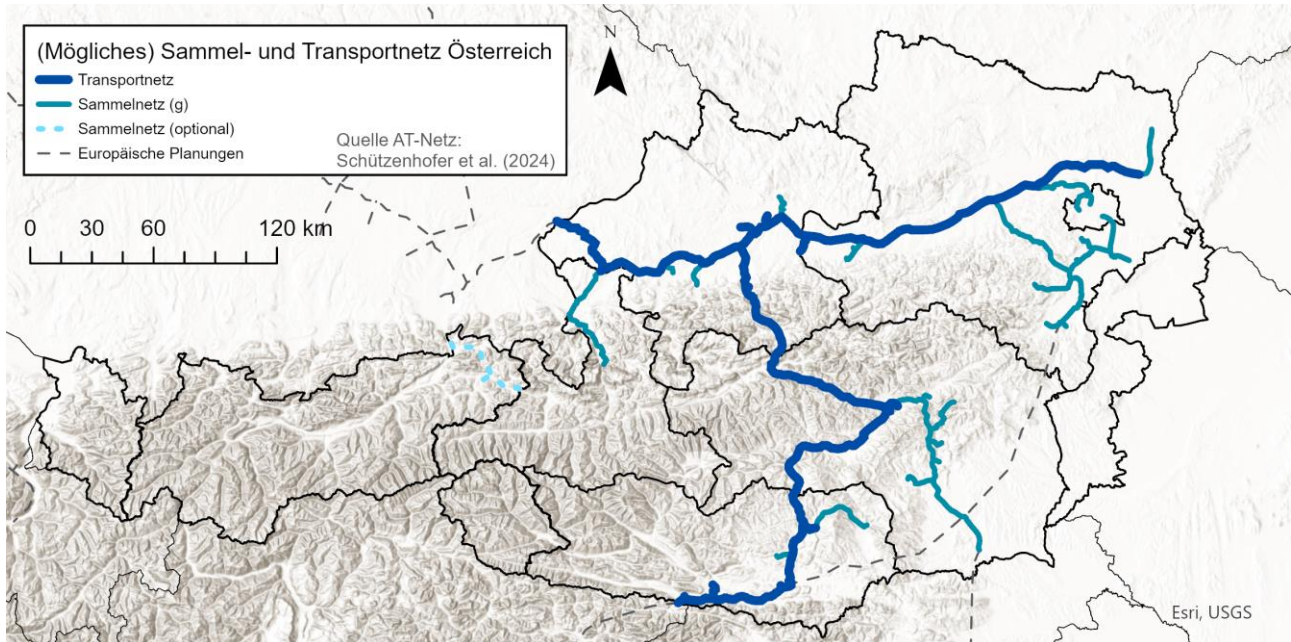 (Mögliches) Sammel- und Transportnetz Österreich
Transportnetz
Sammelnetz (g)
Sammelnetz (optional)
Europäische Planungen
Quelle AT-Netz:
Schützenhofer et al. (2024)
N
0 30 60 120 km
Esri, USGS